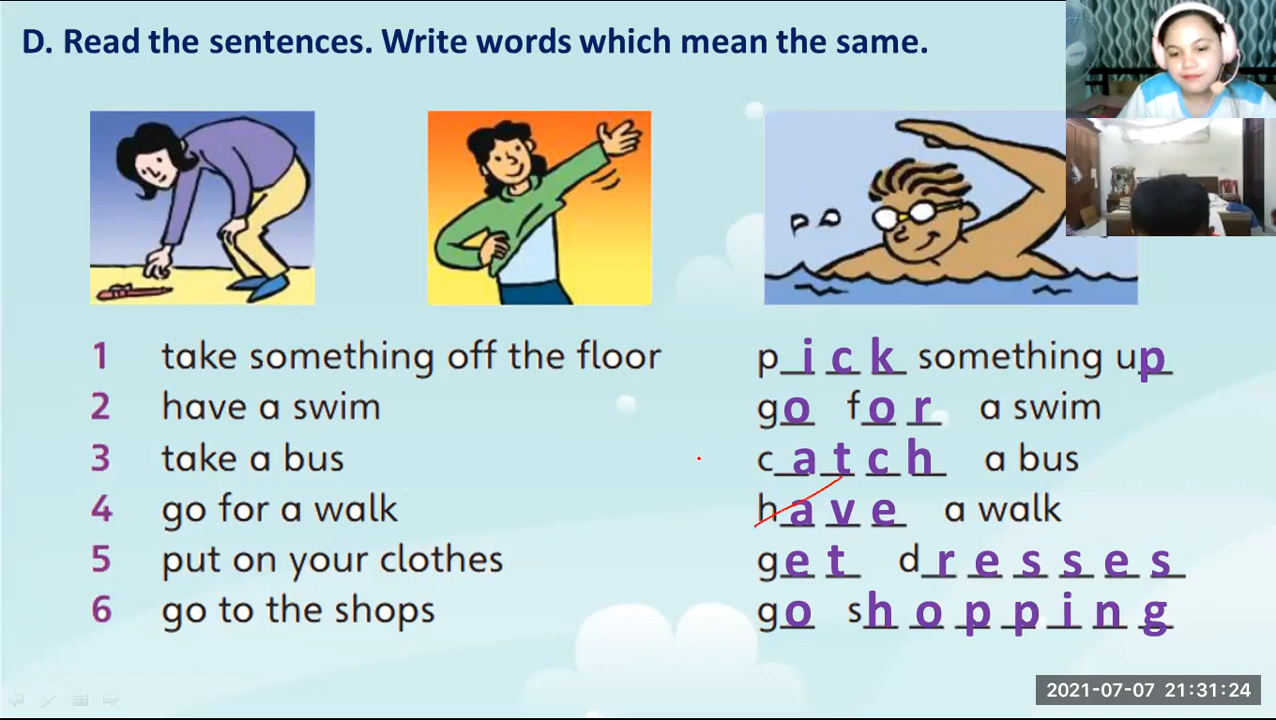 D. Read the sentences. Write words which mean the same.
1 take something off the floor pick something up
2 have a swim go for a swim
3 take a bus catch a bus
4 go for a walk have a walk
5 put on your clothes get dresses
6 go to the shops go shopping
2021-07-07 21:31:24